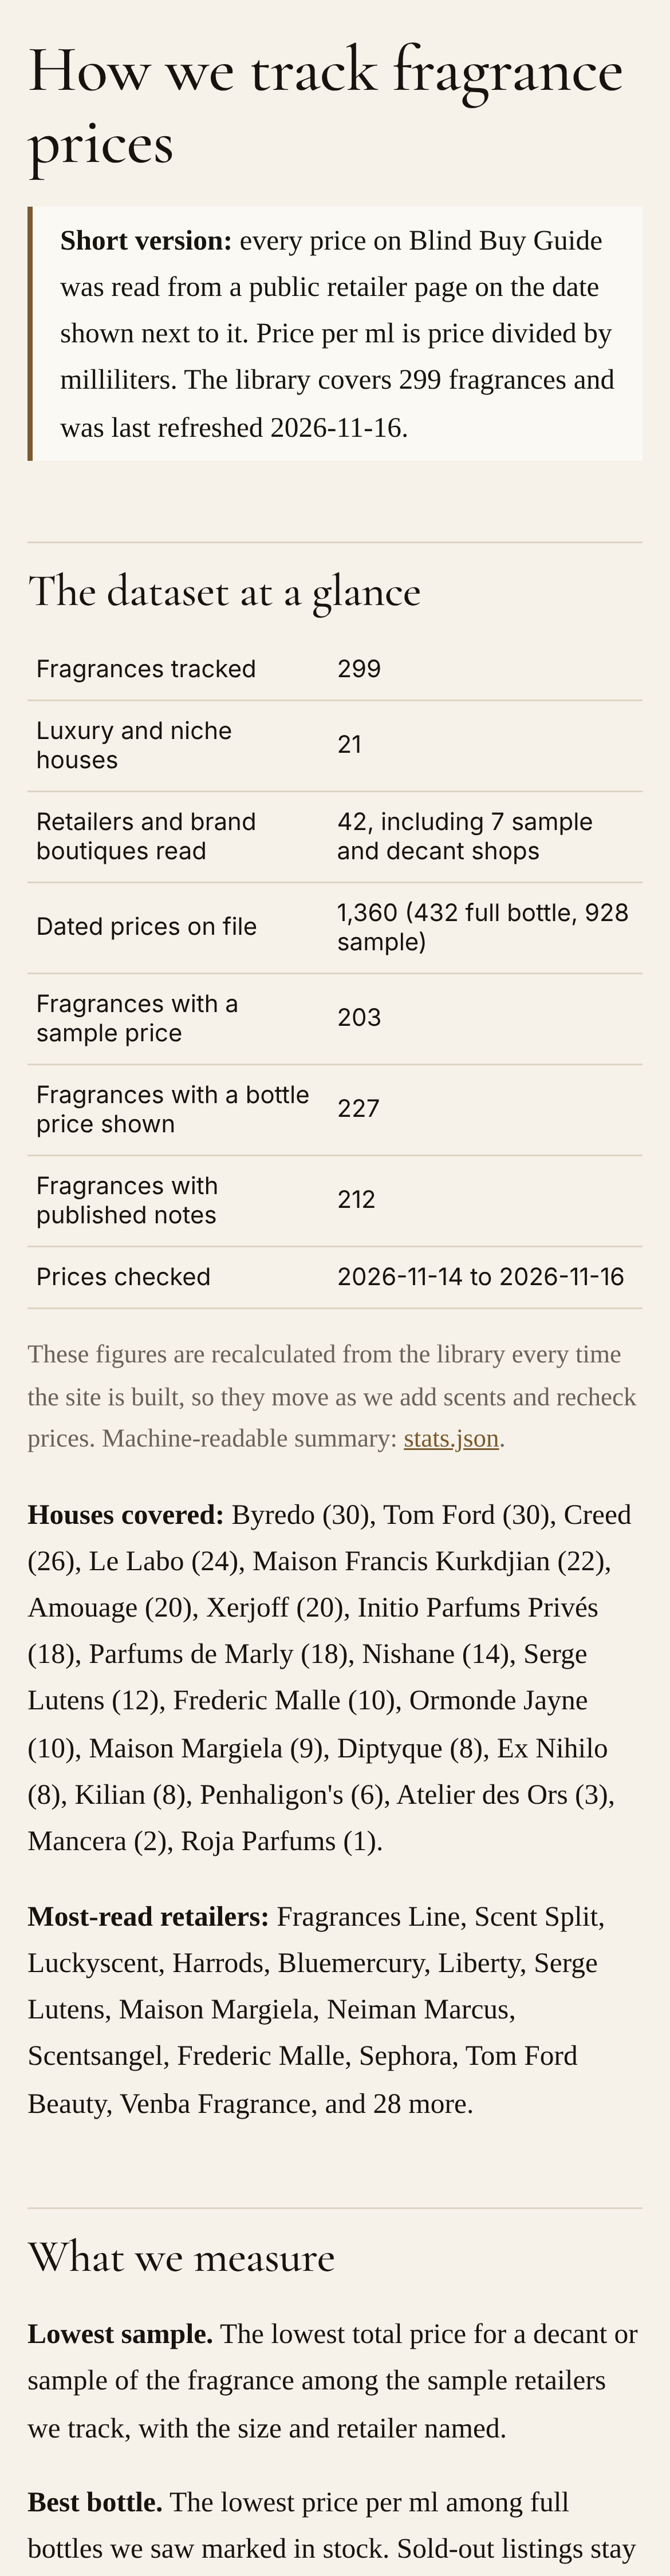 How we track fragrance
prices
Short version: every price on Blind Buy Guide
was read from a public retailer page on the date
shown next to it. Price per ml is price divided by
milliliters. The library covers 299 fragrances and
was last refreshed 2026-11-16.
The dataset at a glance
Fragrances tracked 299
Luxury and niche
houses 21
Retailers and brand
boutiques read 42, including 7 sample
and decant shops
Dated prices on file 1,360 (432 full bottle, 928
sample)
Fragrances with a
sample price 203
Fragrances with a bottle
price shown 227
Fragrances with
published notes 212
Prices checked 2026-11-14 to 2026-11-16
These figures are recalculated from the library every time
the site is built, so they move as we add scents and recheck
prices. Machine-readable summary: stats.json.
Houses covered: Byredo (30), Tom Ford (30), Creed
(26), Le Labo (24), Maison Francis Kurkdjian (22),
Amouage (20), Xerjoff (20), Initio Parfums Privés
(18), Parfums de Marly (18), Nishane (14), Serge
Lutens (12), Frederic Malle (10), Ormonde Jayne
(10), Maison Margiela (9), Diptyque (8), Ex Nihilo
(8), Kilian (8), Penhaligon's (6), Atelier des Ors (3),
Mancera (2), Roja Parfums (1).
Most-read retailers: Fragrances Line, Scent Split,
Luckyscent, Harrods, Bluemercury, Liberty, Serge
Lutens, Maison Margiela, Neiman Marcus,
Scentsangel, Frederic Malle, Sephora, Tom Ford
Beauty, Venba Fragrance, and 28 more.
What we measure
Lowest sample. The lowest total price for a decant or
sample of the fragrance among the sample retailers
we track, with the size and retailer named.
Best bottle. The lowest price per ml among full
bottles we saw marked in stock. Sold-out listings stay